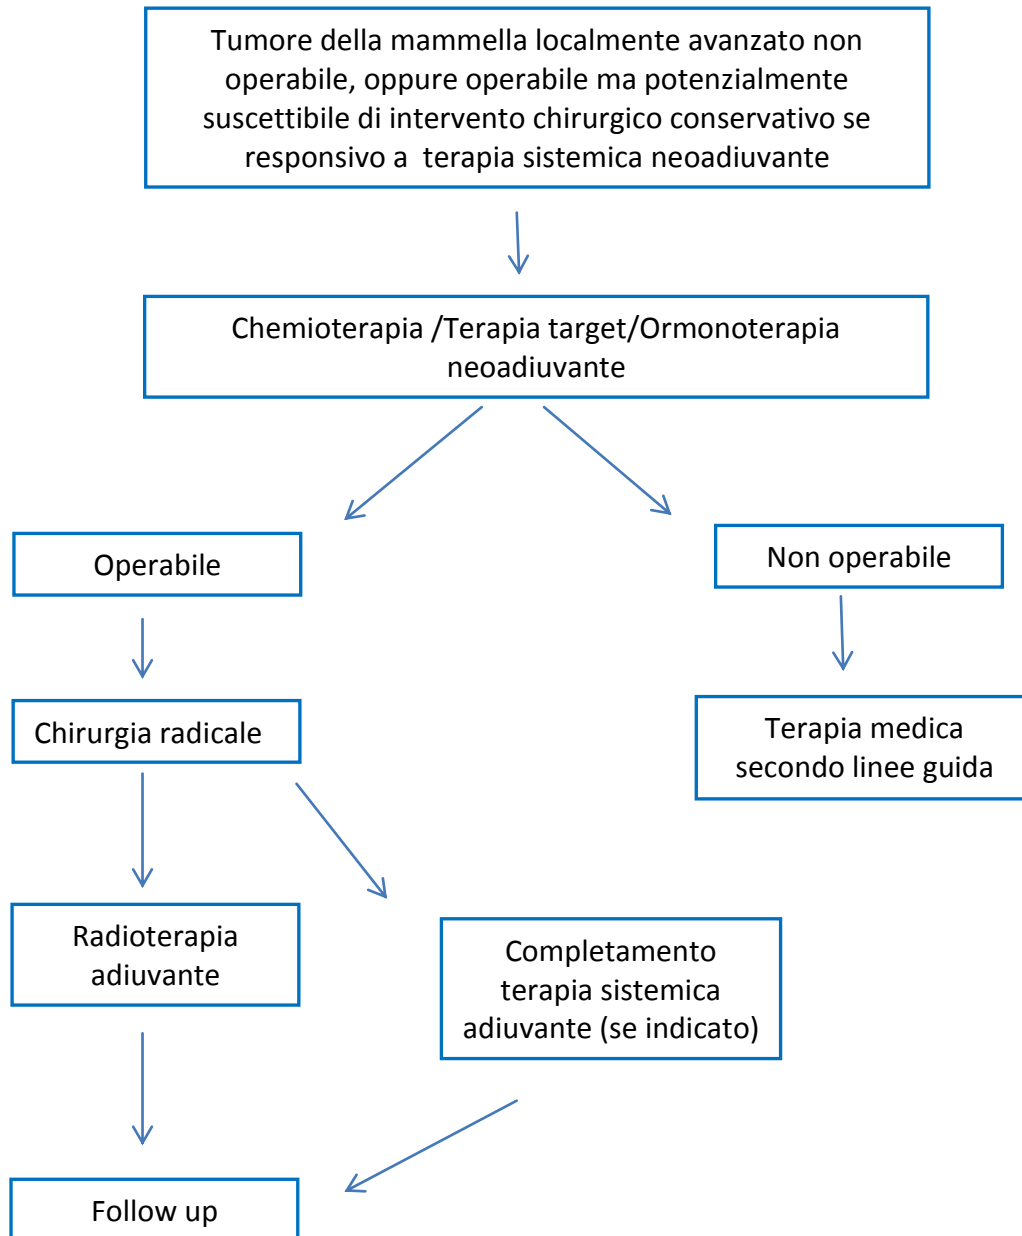 Tumore della mammella localmente avanzato non
operabile, oppure operabile ma potenzialmente
suscettibile di intervento chirurgico conservativo se
responsivo a terapia sistemica neoadiuvante
Chemioterapia /Terapia target/Ormonoterapia
neoadiuvante
Operabile
Non operabile
Chirurgia radicale
Terapia medica
secondo linee guida
Radioterapia
adiuvante
Completamento
terapia sistemica
adiuvante (se indicato)
Follow up